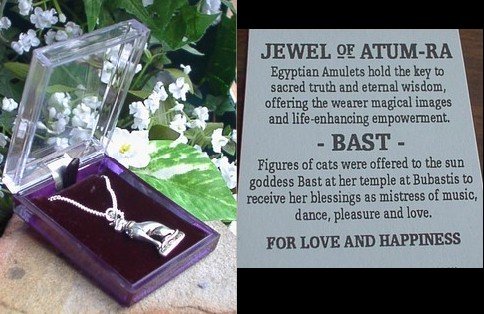 JEWEL OF ATUM-RA
Egyptian Amulets hold the key to
sacred truth and eternal wisdom,
offering the wearer magical images
and life-enhancing empowerment.
- BAST -
Figures of cats were offered to the sun
goddess Bast at her temple at Bubastis to
receive her blessings as mistress of music,
dance, pleasure and love.
FOR LOVE AND HAPPINESS